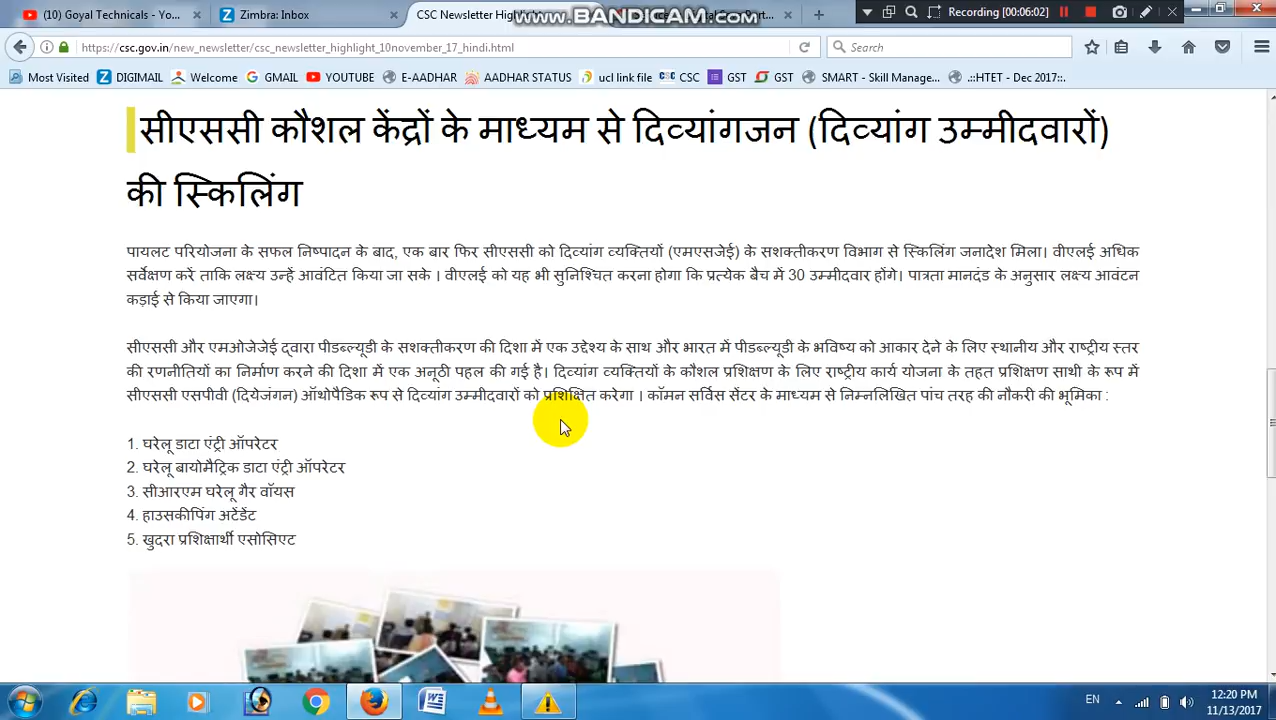 (10) Goyal Technicals - You...
Zimbra: Inbox
CSC Newsletter Highligh
www.BANDICAM.com
Recording [00:06:02]
https://csc.gov.in/new_newsletter/csc_newsletter_highlight_10november_17_hindi.html
Search
Most Visited
DIGIMAIL
Welcome
GMAIL
YOUTUBE
E-AADHAR
AADHAR STATUS
ucl link file
CSC
GST
GST
SMART - Skill Manage...
.::HTET - Dec 2017::.
सीएससी कौशल केंद्रों के माध्यम से दिव्यांगजन (दिव्यांग उम्मीदवारों)
की स्किलिंग
पायलट परियोजना के सफल निष्पादन के बाद, एक बार फिर सीएससी को दिव्यांग व्यक्तियों (एमएसजेई) के सशक्तीकरण विभाग से स्किलिंग जनादेश मिला। वीएलई अधिक
सर्वेक्षण करें ताकि लक्ष्य उन्हें आवंटित किया जा सके । वीएलई को यह भी सुनिश्चित करना होगा कि प्रत्येक बैच में 30 उम्मीदवार होंगे। पात्रता मानदंड के अनुसार लक्ष्य आवंटन
कड़ाई से किया जाएगा।
सीएससी और एमओजेजेई द्वारा पीडब्ल्यूडी के सशक्तीकरण की दिशा में एक उद्देश्य के साथ और भारत में पीडब्ल्यूडी के भविष्य को आकार देने के लिए स्थानीय और राष्ट्रीय स्तर
की रणनीतियों का निर्माण करने की दिशा में एक अनूठी पहल की गई है। दिव्यांग व्यक्तियों के कौशल प्रशिक्षण के लिए राष्ट्रीय कार्य योजना के तहत प्रशिक्षण साथी के रूप में
सीएससी एसपीवी (दियेजंगन) ऑथोपैडिक रूप से दिव्यांग उम्मीदवारों को प्रशिक्षित करेगा । कॉमन सर्विस सेंटर के माध्यम से निम्नलिखित पांच तरह की नौकरी की भूमिका :
1. घरेलू डाटा एंट्री ऑपरेटर
2. घरेलू बायोमैट्रिक डाटा एंट्री ऑपरेटर
3. सीआरएम घरेलू गैर वॉयस
4. हाउसकीपिंग अटेंडेंट
5. खुदरा प्रशिक्षार्थी एसोसिएट
EN
12:20 PM
11/13/2017